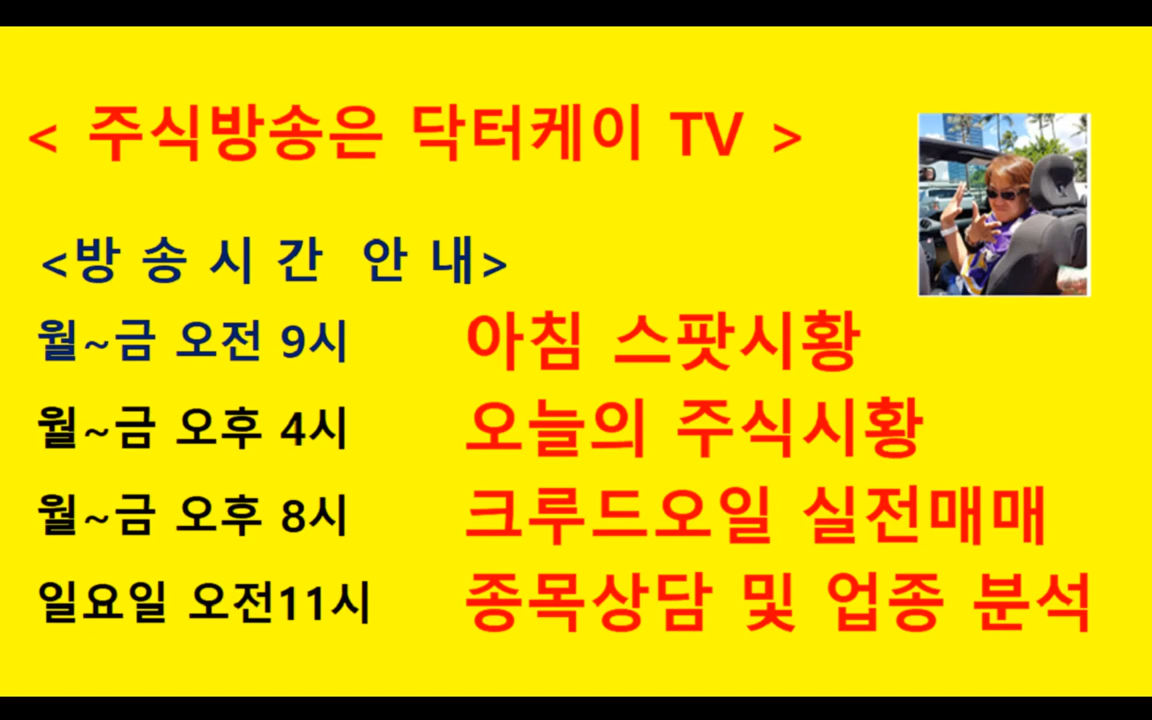 < 주식방송은 닥터케이 TV >
<방 송 시 간 안 내>
월~금 오전 9시 아침 스팟시황
월~금 오후 4시 오늘의 주식시황
월~금 오후 8시 크루드오일 실전매매
일요일 오전11시 종목상담 및 업종 분석